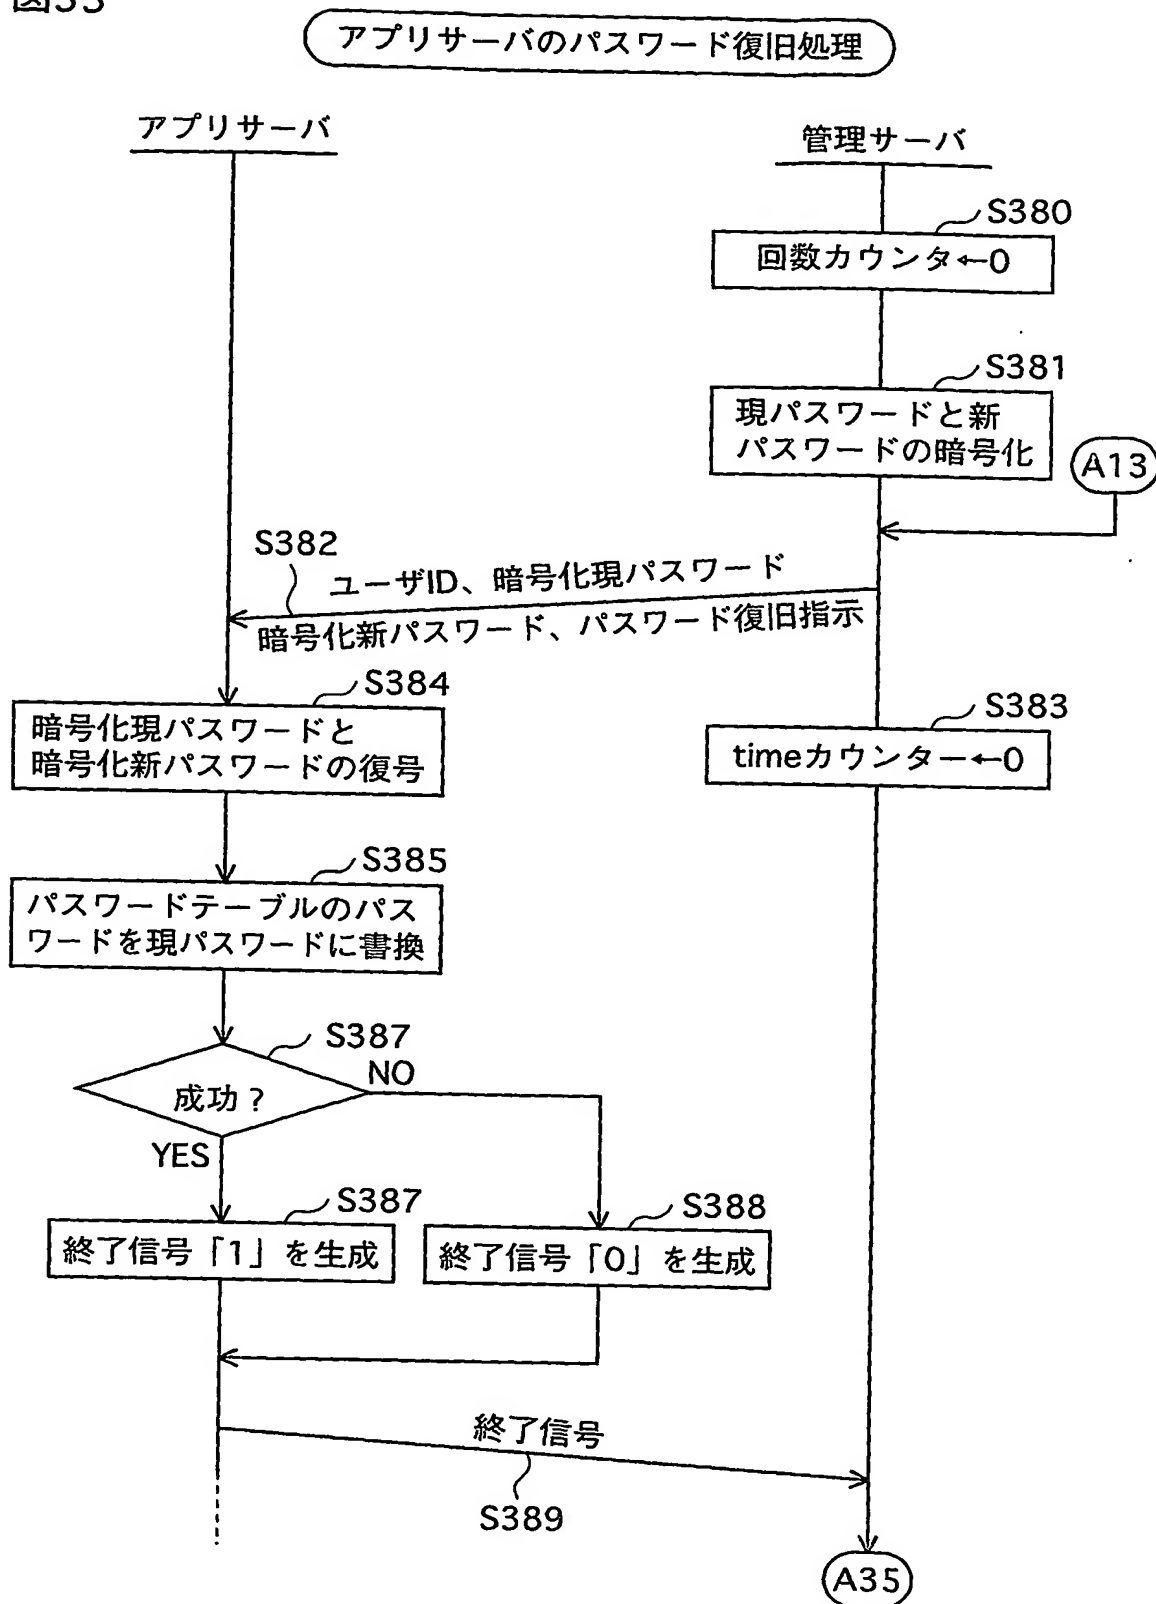 図33
アプリサーバのパスワード復旧処理
アプリサーバ
管理サーバ
S380
回数カウンタ←0
S381
現パスワードと新
パスワードの暗号化
A13
S382
ユーザID、暗号化現パスワード
暗号化新パスワード、パスワード復旧指示
S384
暗号化現パスワードと
暗号化新パスワードの復号
S383
timeカウンター←0
S385
パスワードテーブルのパス
ワードを現パスワードに書換
S387
成功?
NO
YES
S387
終了信号「1」を生成
S388
終了信号「0」を生成
終了信号
S389
A35